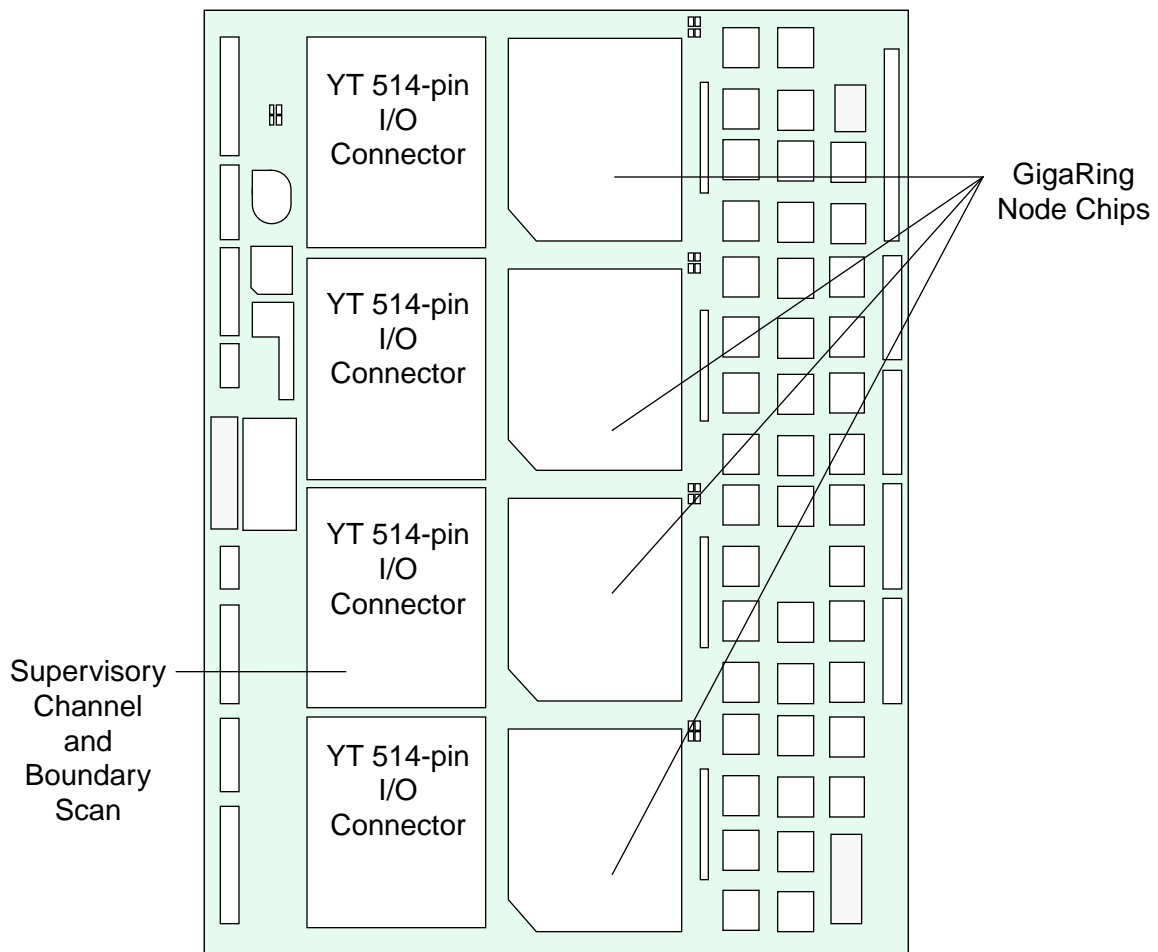 YT 514-pin
I/O
Connector
GigaRing
Node Chips
YT 514-pin
I/O
Connector
YT 514-pin
I/O
Connector
Supervisory
Channel
and
Boundary
Scan
YT 514-pin
I/O
Connector